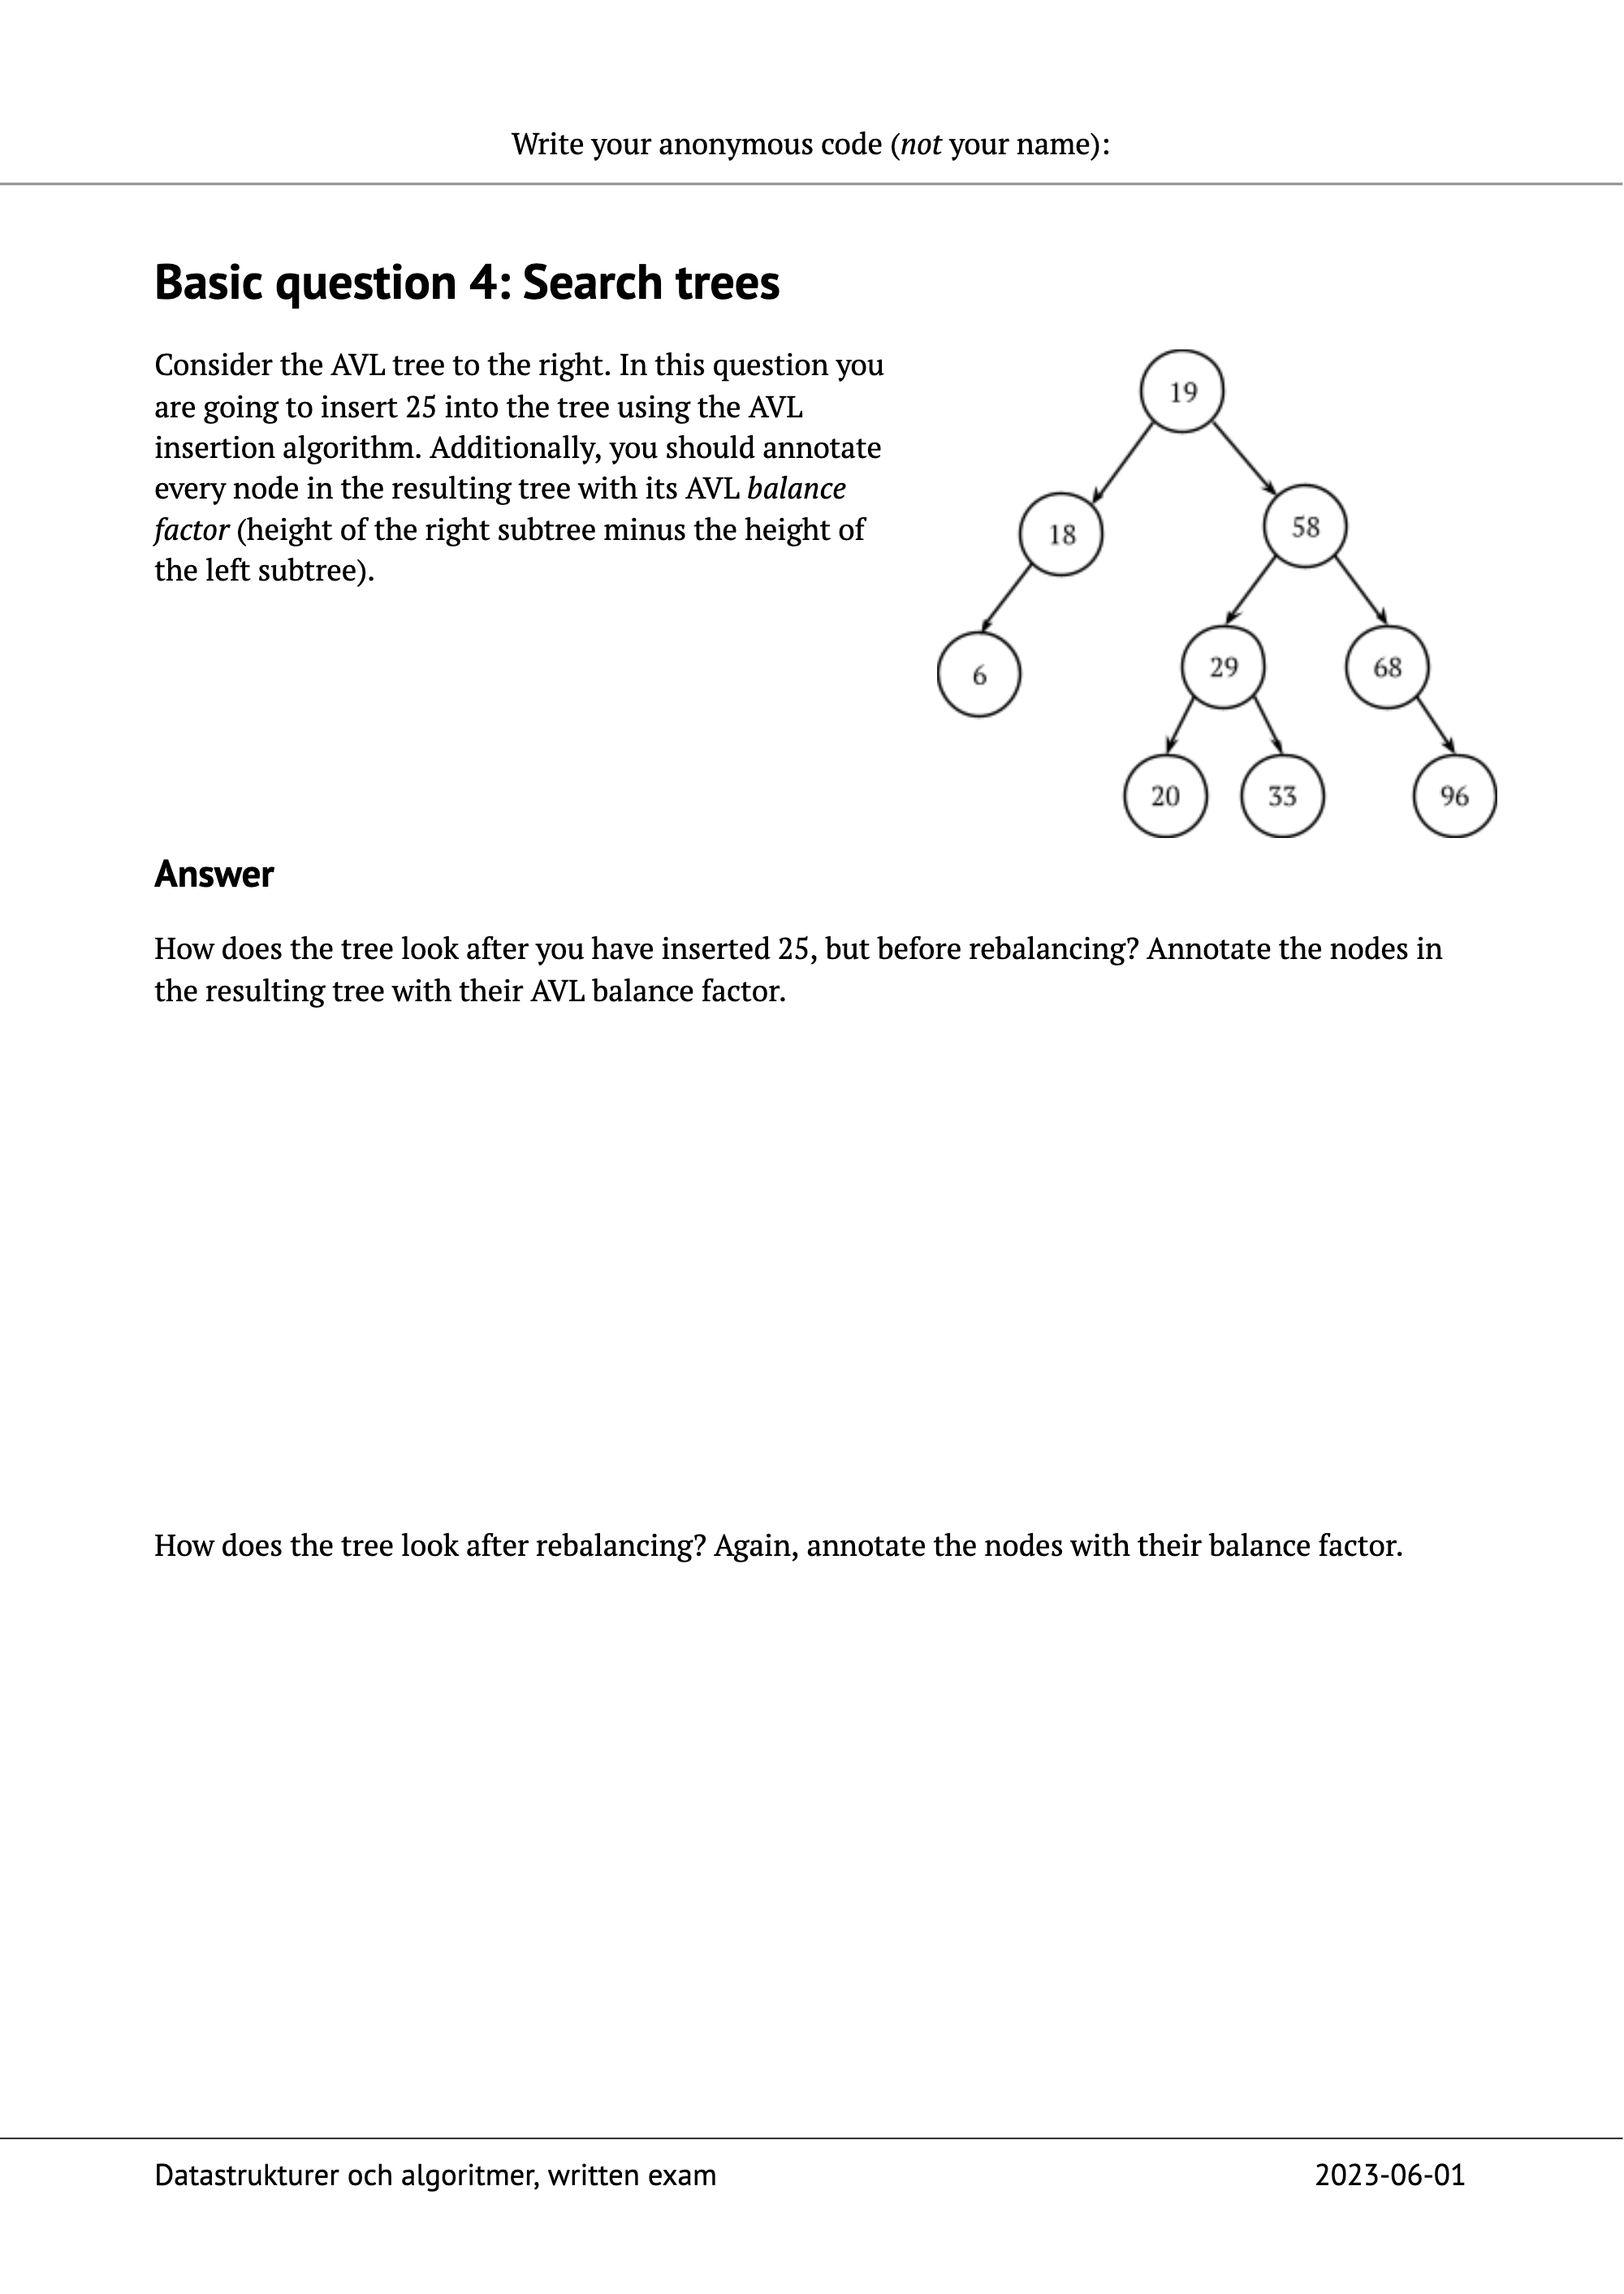 Write your anonymous code (not your name):
Basic question 4: Search trees
Consider the AVL tree to the right. In this question you
are going to insert 25 into the tree using the AVL
insertion algorithm. Additionally, you should annotate
every node in the resulting tree with its AVL balance
factor (height of the right subtree minus the height of
the left subtree).
19
18
58
6
29
68
20
33
96
Answer
How does the tree look after you have inserted 25, but before rebalancing? Annotate the nodes in
the resulting tree with their AVL balance factor.
How does the tree look after rebalancing? Again, annotate the nodes with their balance factor.
Datastrukturer och algoritmer, written exam
2023-06-01